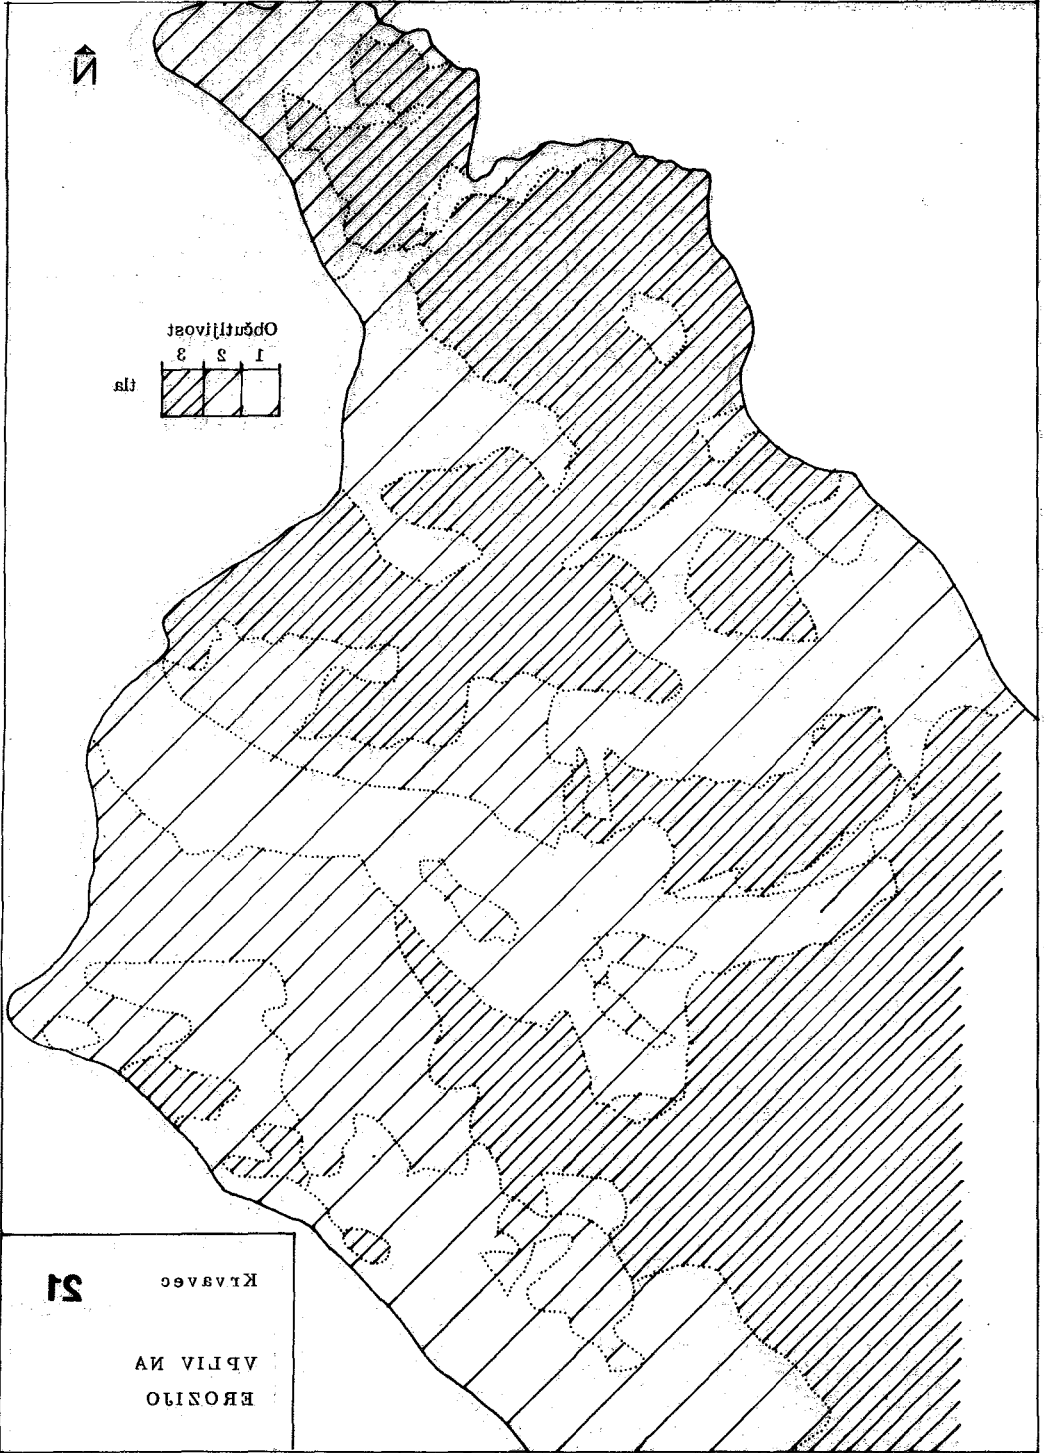 N
Občutljivost
1 2 3
tla
Krvavec 21
VPLIV NA
EROZIJO